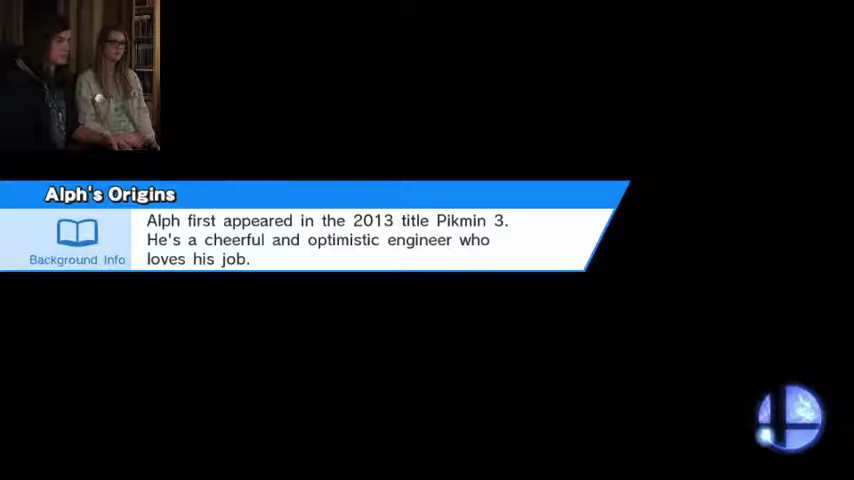 Alph's Origins
Alph first appeared in the 2013 title Pikmin 3.
He's a cheerful and optimistic engineer who
loves his job.
Background Info